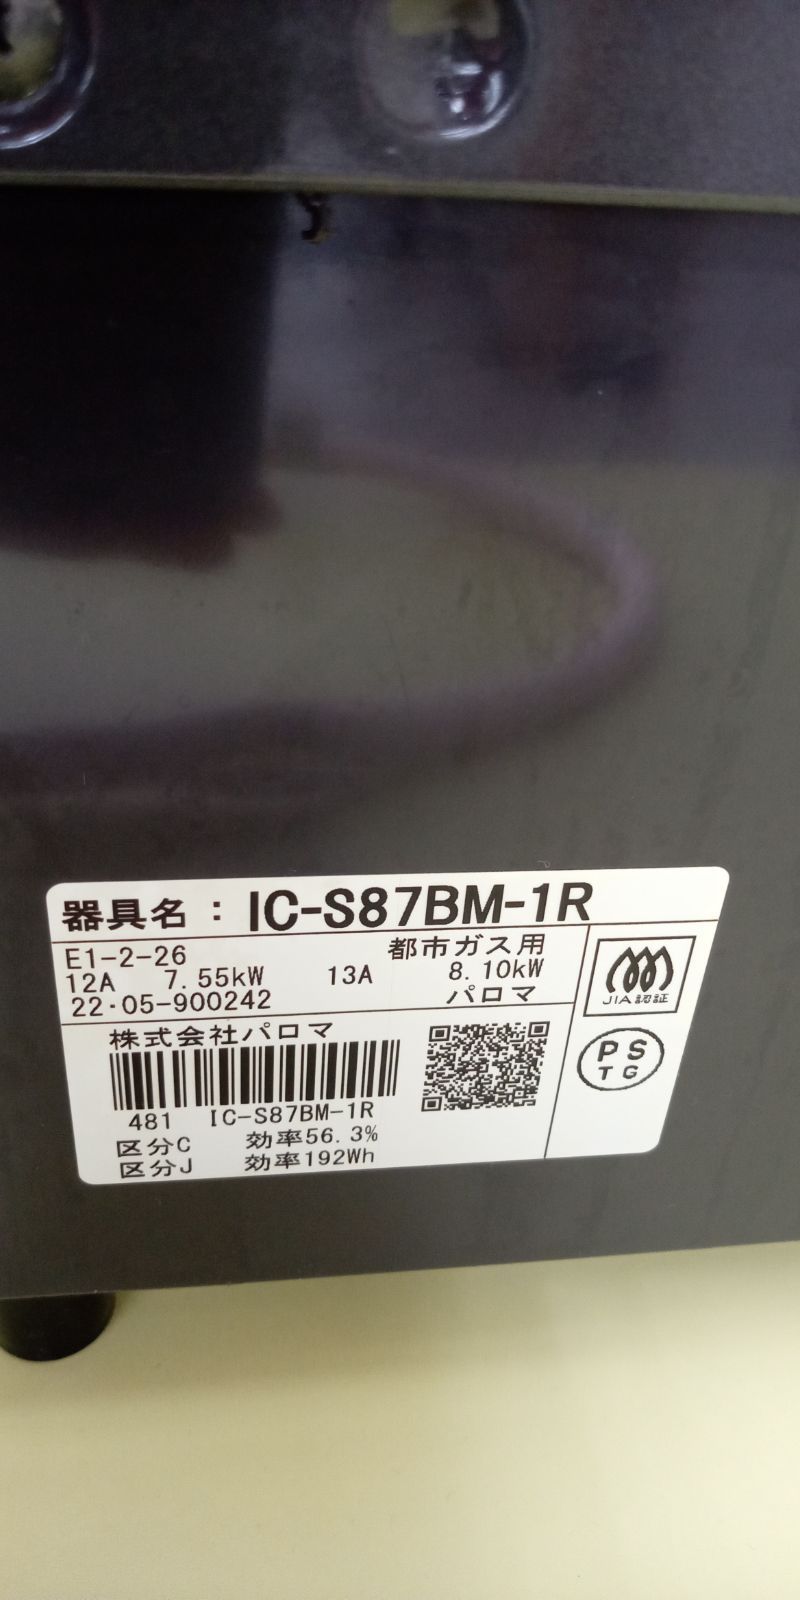 器具名：IC-S87BM-1R
E1-2-26 都市ガス用
12A 7.55kW 13A 8.10kW
22・05-900242 パロマ
JIA認証
株式会社パロマ
PS
TG
481 IC-S87BM-1R
区分C 効率56.3%
区分J 効率192Wh